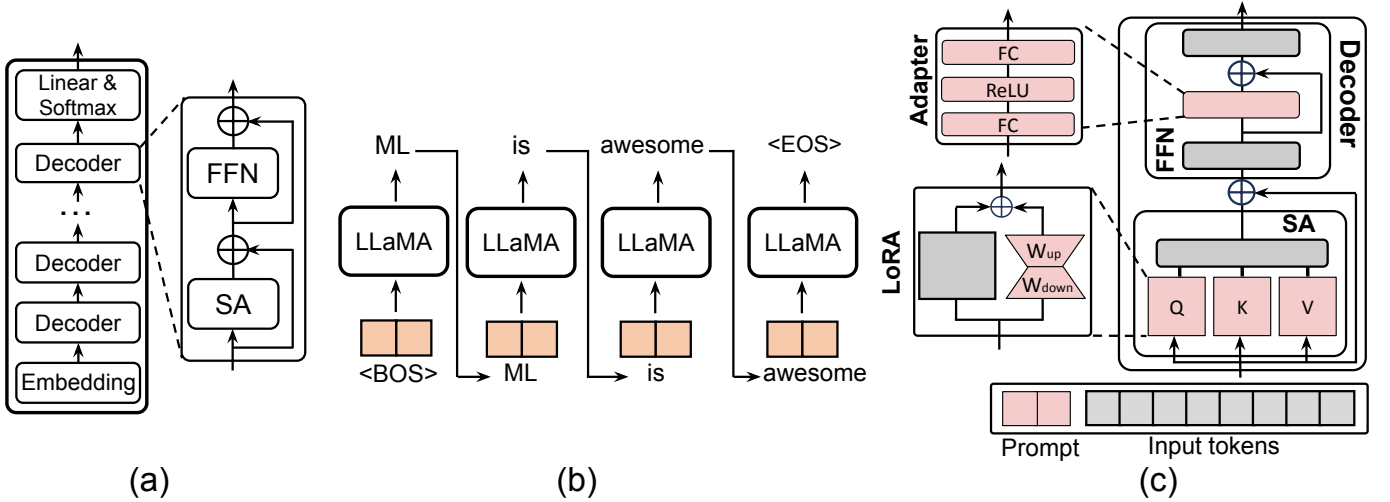 Linear &
Softmax
Decoder
...
Decoder
Decoder
Embedding
FFN
SA
(a)
ML
is
awesome
<EOS>
LLaMA
LLaMA
LLaMA
LLaMA
<BOS>
ML
is
awesome
(b)
Adapter
FC
ReLU
FC
LoRA
Wup
Wdown
Decoder
FFN
SA
Q
K
V
Prompt
Input tokens
(c)